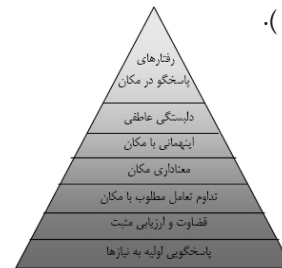 ).
رفتارهای
پاسخگو در مکان
دلبستگی عاطفی
اینهمانی با مکان
معناداری مکان
تداوم تعامل مطلوب با مکان
قضاوت و ارزیابی مثبت
پاسخگویی اولیه به نیازها